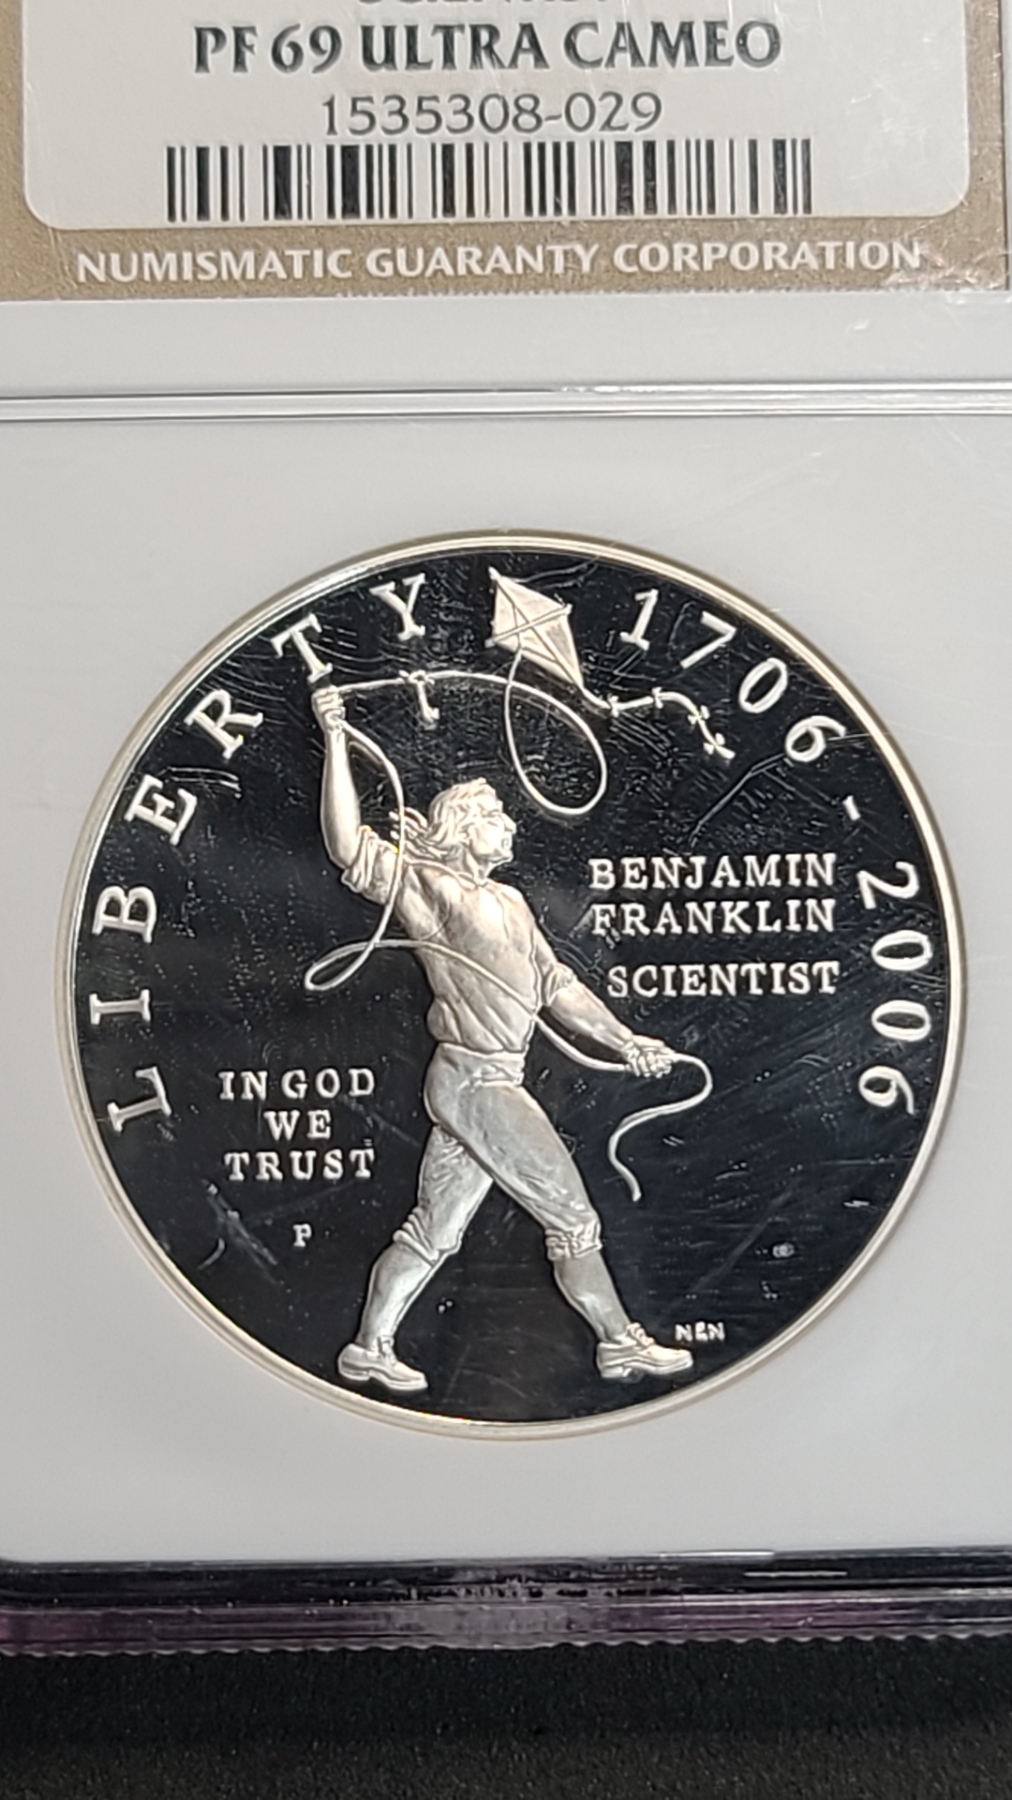 SCIENTIST
PF 69 ULTRA CAMEO
1535308-029
NUMISMATIC GUARANTY CORPORATION
LIBERTY 1706-2006
BENJAMIN
FRANKLIN
SCIENTIST
IN GOD
WE
TRUST
P
NEN